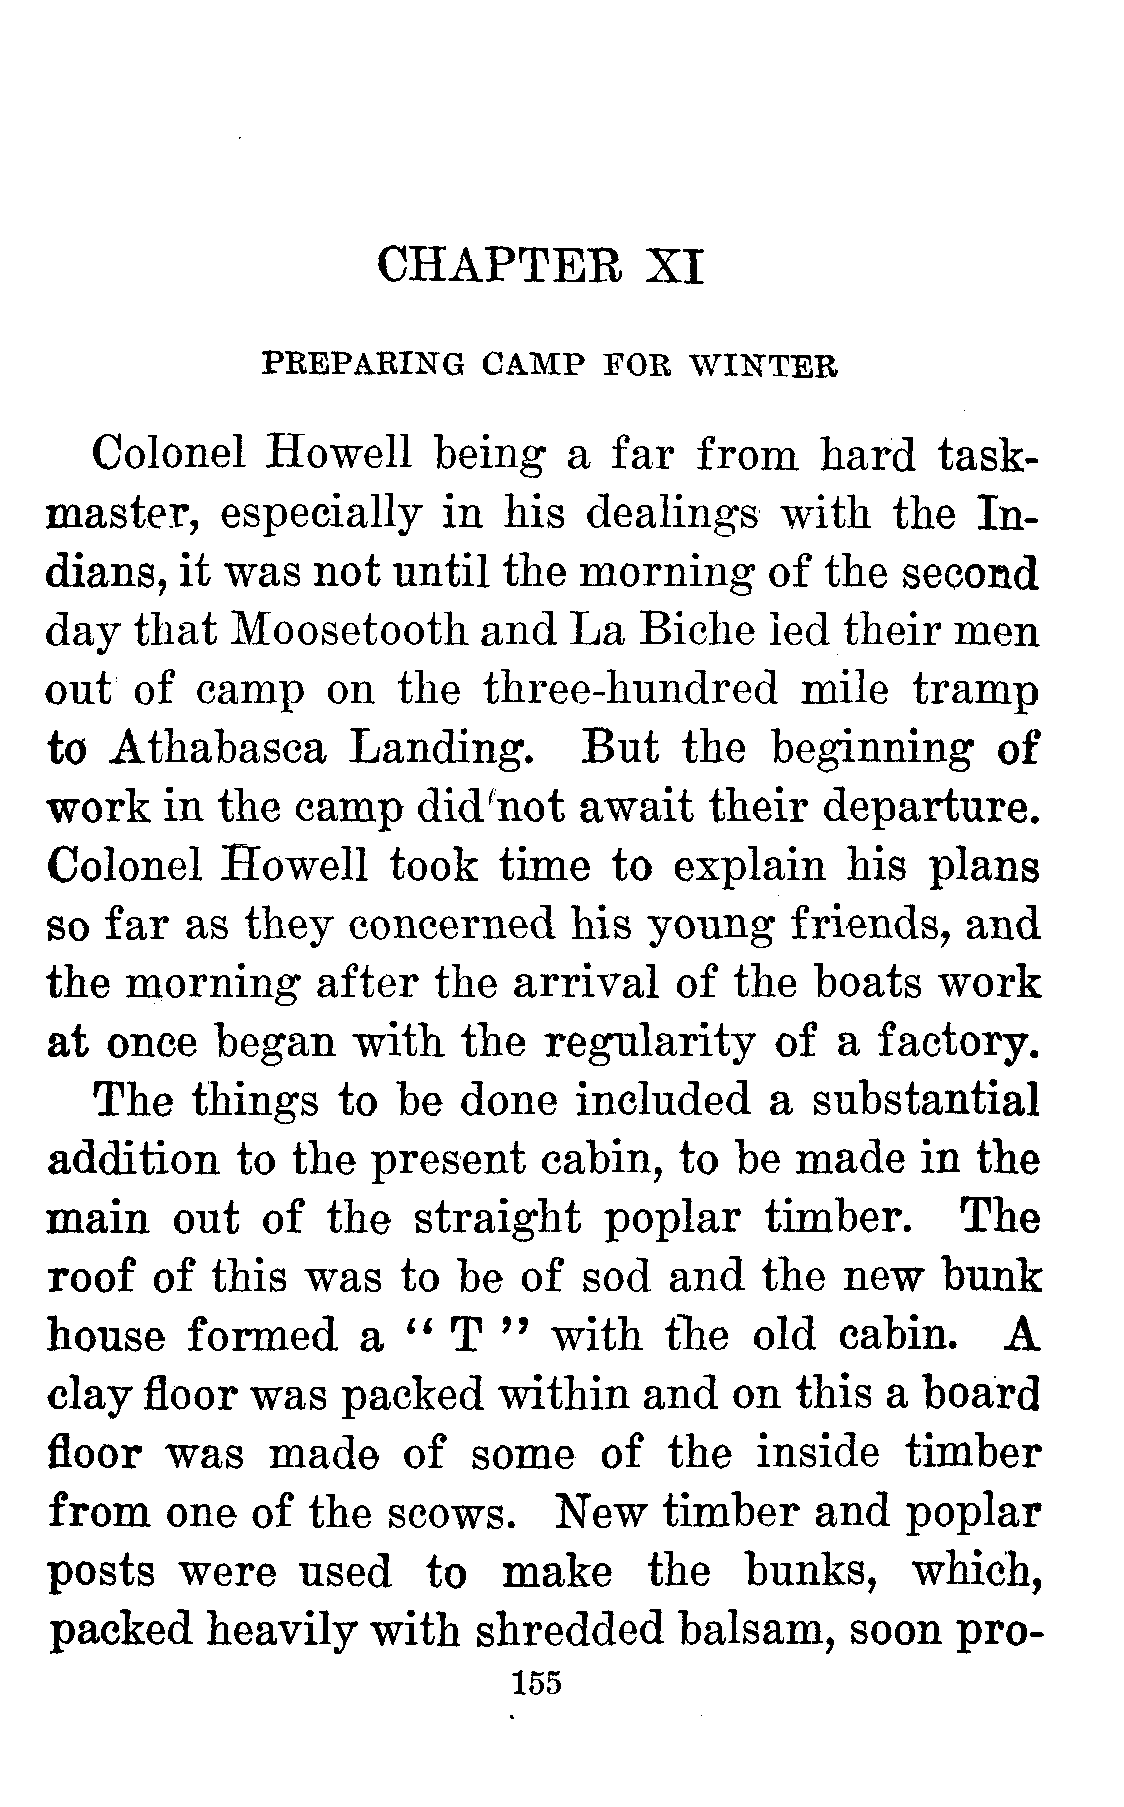 CHAPTER XI
PREPARING CAMP FOR WINTER
Colonel Howell being a far from hard task-
master, especially in his dealings with the In-
dians, it was not until the morning of the second
day that Moosetooth and La Biche led their men
out of camp on the three-hundred mile tramp
to Athabasca Landing. But the beginning of
work in the camp did not await their departure.
Colonel Howell took time to explain his plans
so far as they concerned his young friends, and
the morning after the arrival of the boats work
at once began with the regularity of a factory.
The things to be done included a substantial
addition to the present cabin, to be made in the
main out of the straight poplar timber. The
roof of this was to be of sod and the new bunk
house formed a “ T ” with the old cabin. A
clay floor was packed within and on this a board
floor was made of some of the inside timber
from one of the scows. New timber and poplar
posts were used to make the bunks, which,
packed heavily with shredded balsam, soon pro-
155